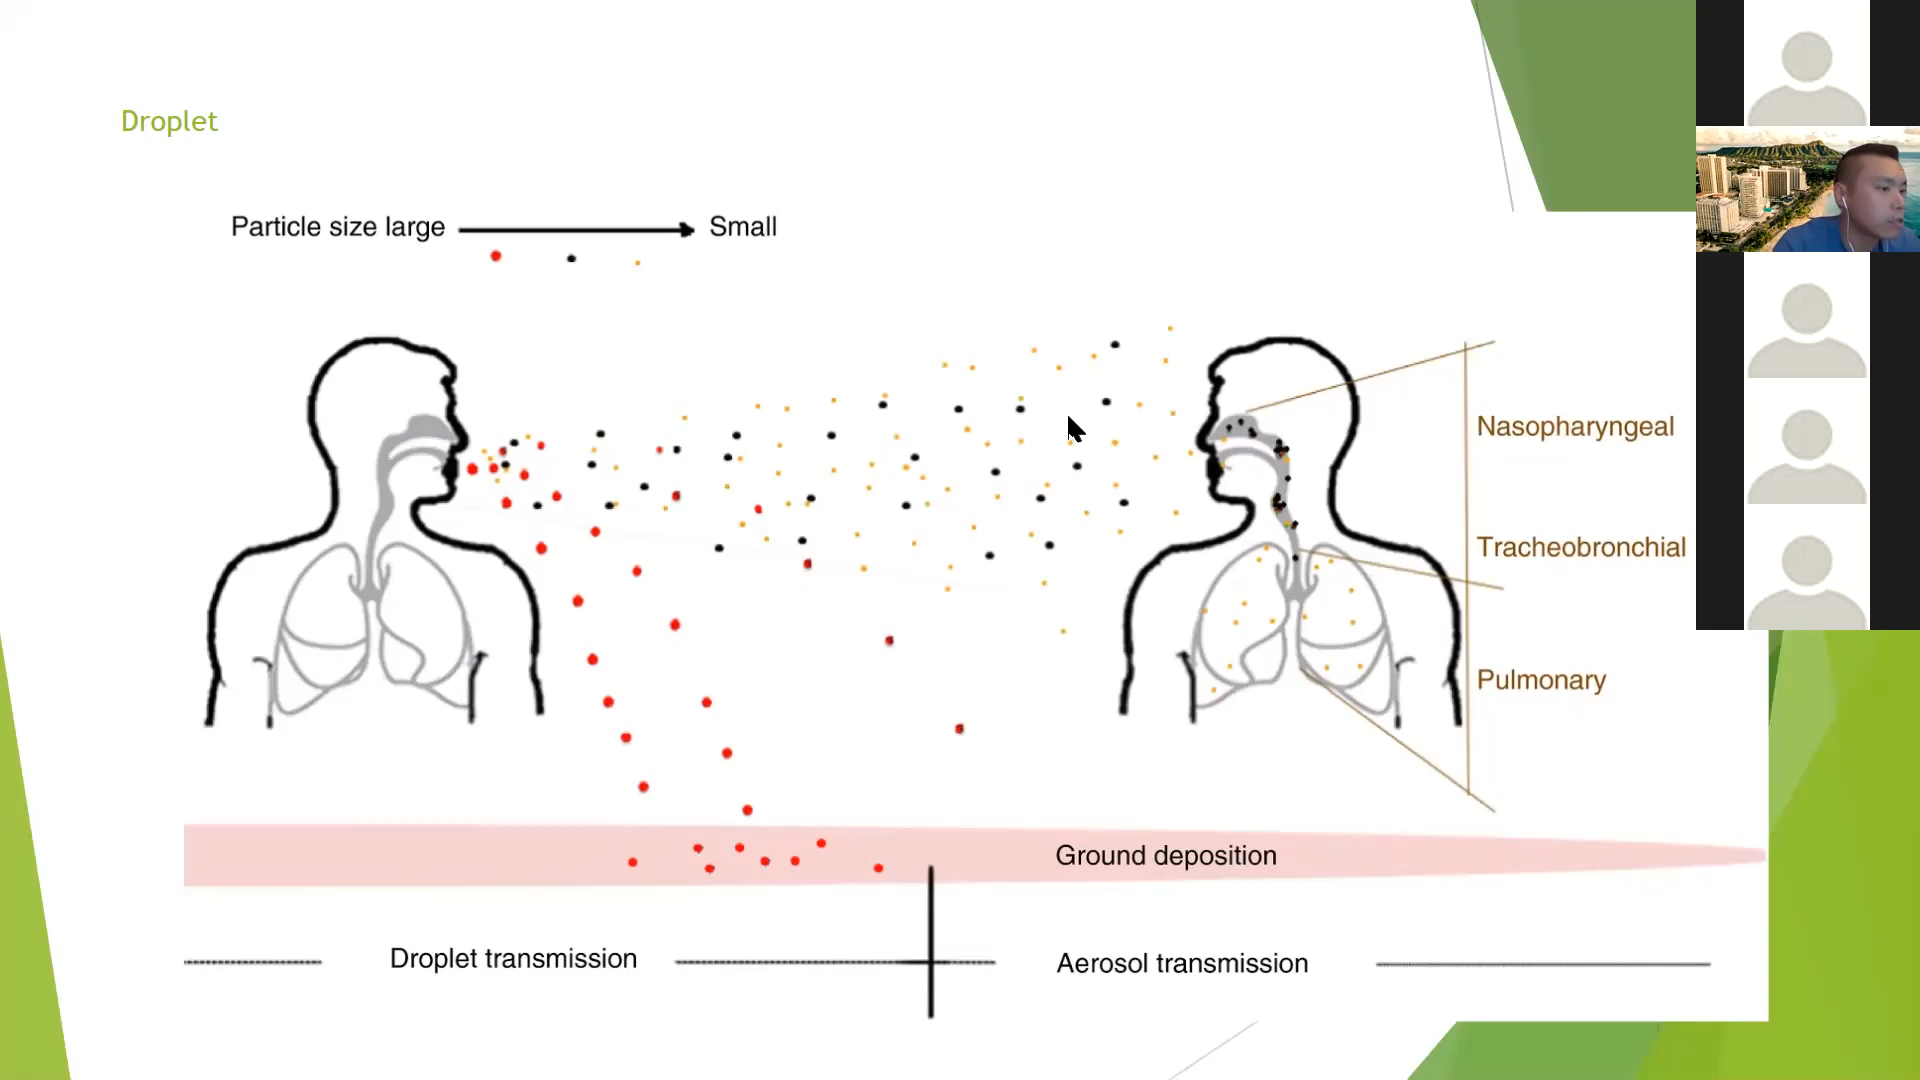 Droplet
Particle size large
Small
Nasopharyngeal
Tracheobronchial
Pulmonary
Ground deposition
Droplet transmission
Aerosol transmission